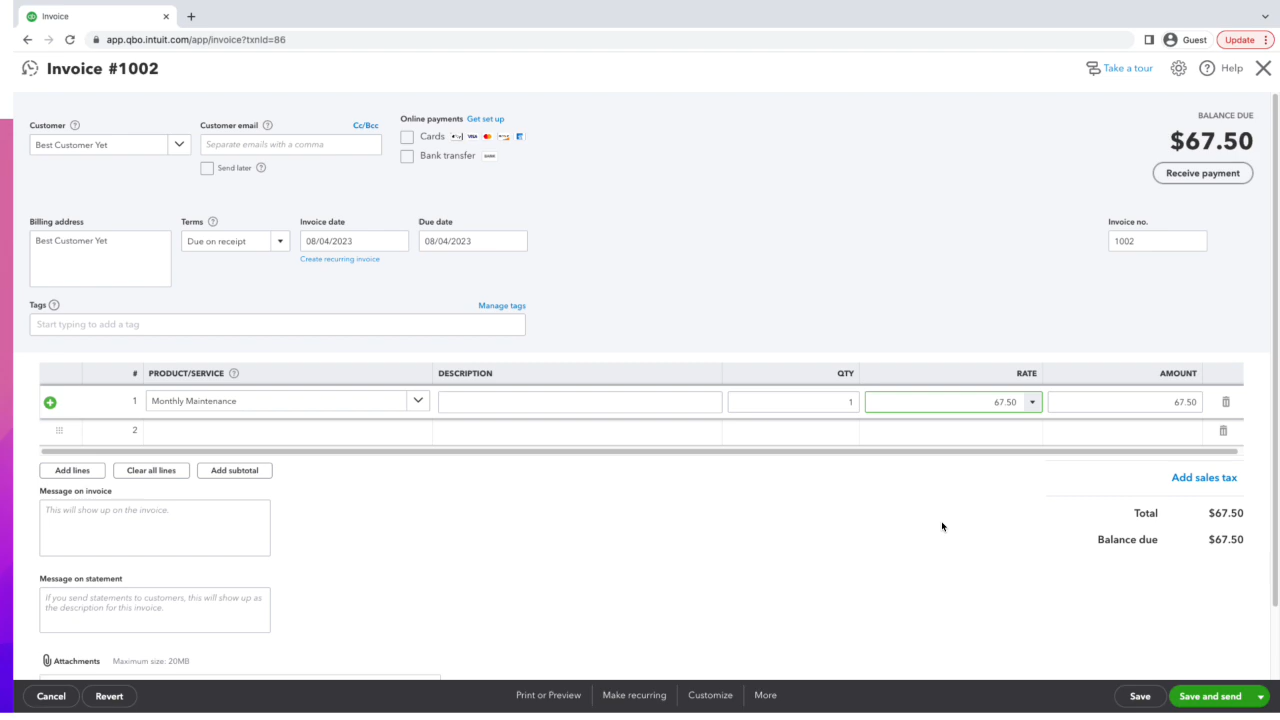 Invoice
app.qbo.intuit.com/app/invoice?txnId=86
Guest
Update
Invoice #1002
Take a tour
Help
Customer
Customer email
Cc/Bcc
Online payments Get set up
BALANCE DUE
Best Customer Yet
Separate emails with a comma
Cards
VISA
$67.50
Send later
Bank transfer
Receive payment
Billing address
Terms
Invoice date
Due date
Invoice no.
Best Customer Yet
Due on receipt
08/04/2023
08/04/2023
1002
Create recurring invoice
Tags
Manage tags
Start typing to add a tag
# PRODUCT/SERVICE DESCRIPTION QTY RATE AMOUNT
1 Monthly Maintenance 1 67.50 67.50
2
Add lines
Clear all lines
Add subtotal
Add sales tax
Message on invoice
This will show up on the invoice.
Total $67.50
Balance due $67.50
Message on statement
If you send statements to customers, this will show up as
the description for this invoice.
Attachments Maximum size: 20MB
Cancel
Revert
Print or Preview
Make recurring
Customize
More
Save
Save and send